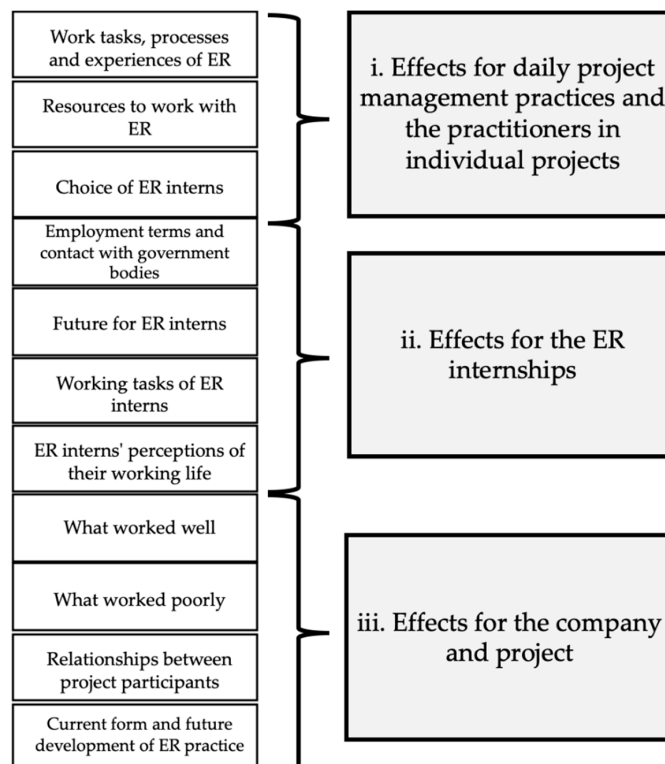 Work tasks, processes
and experiences of ER
Resources to work with
ER
Choice of ER interns
Employment terms and
contact with government
bodies
Future for ER interns
Working tasks of ER
interns
ER interns' perceptions of
their working life
What worked well
What worked poorly
Relationships between
project participants
Current form and future
development of ER practice
i. Effects for daily project
management practices and
the practitioners in
individual projects
ii. Effects for the ER
internships
iii. Effects for the company
and project